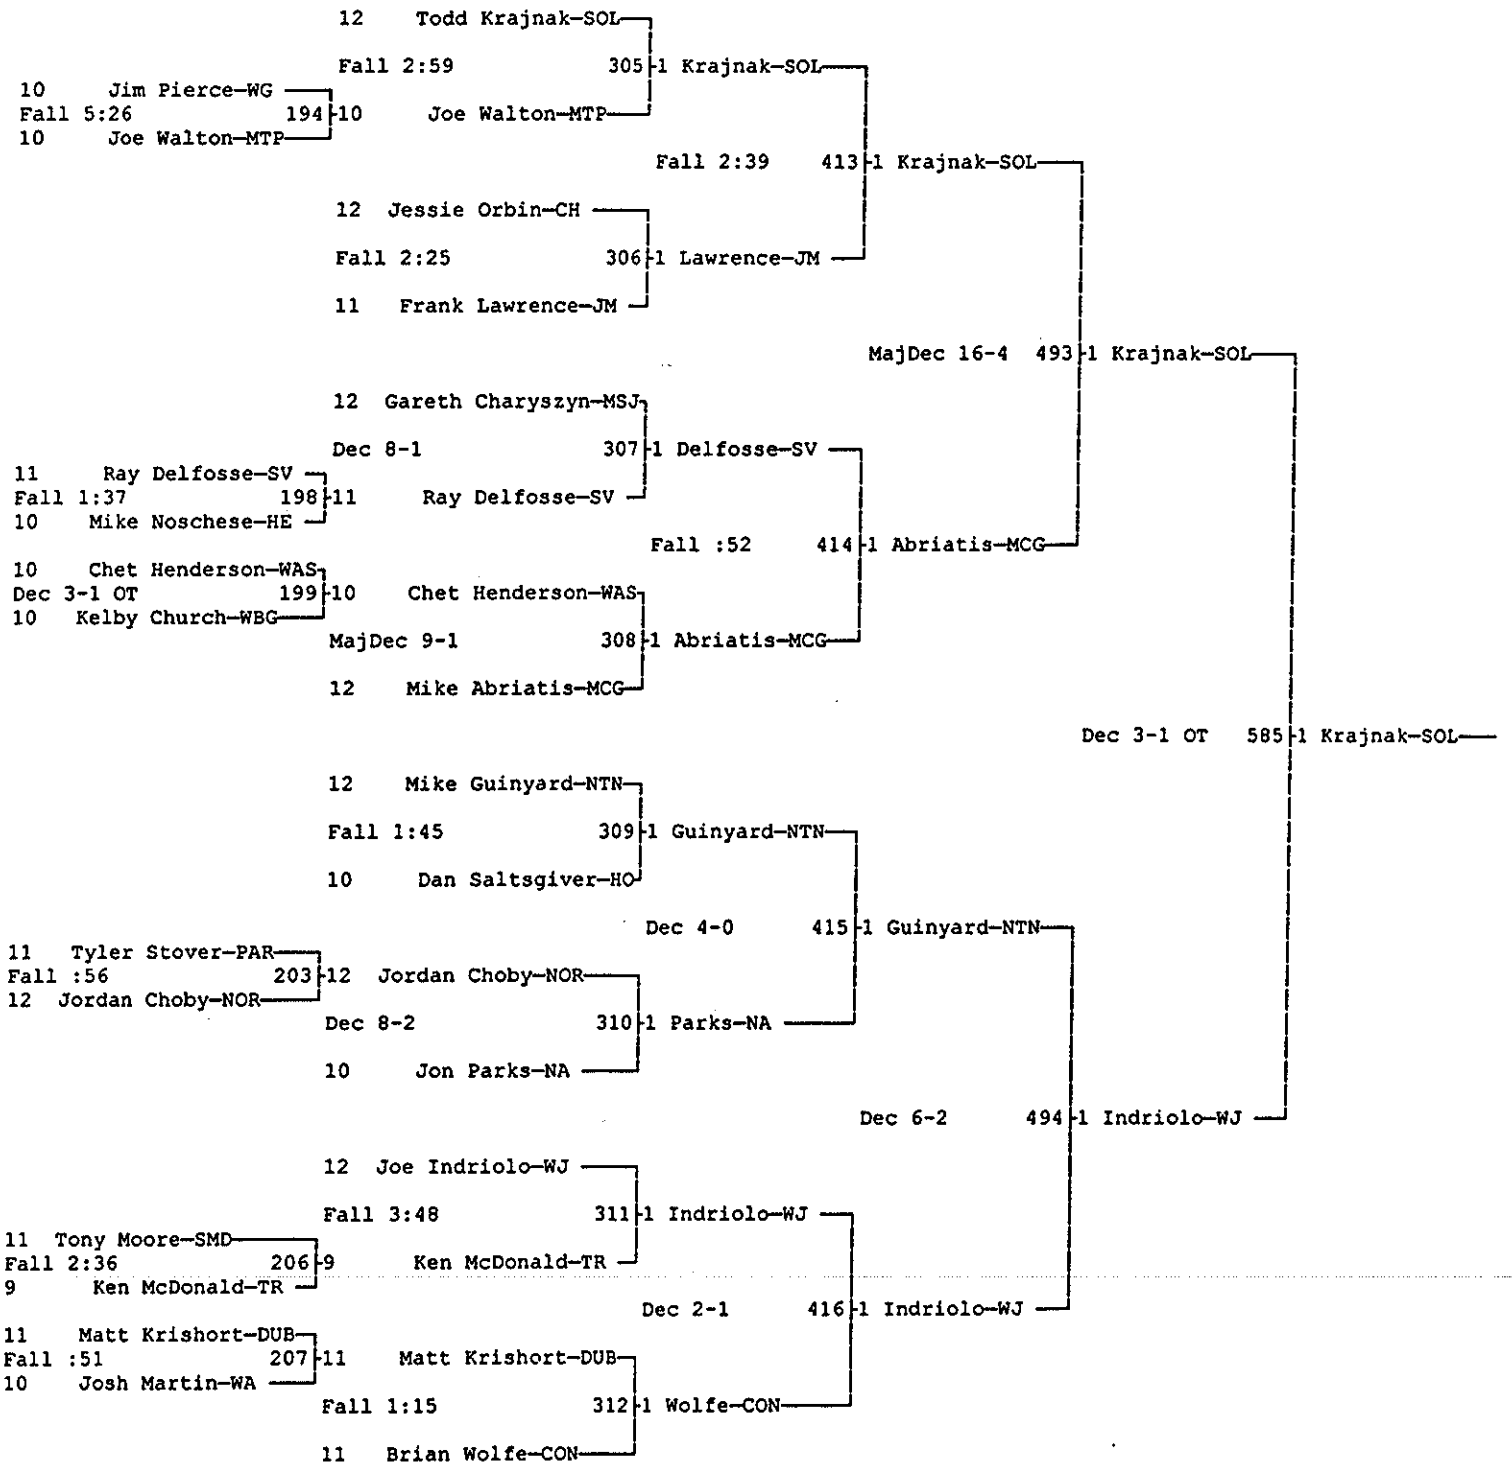 12 Todd Krajnak-SOL
Fall 2:59 305 1 Krajnak-SOL
10 Jim Pierce-WG
Fall 5:26 194 10 Joe Walton-MTP
10 Joe Walton-MTP
Fall 2:39 413 1 Krajnak-SOL
12 Jessie Orbin-CH
Fall 2:25 306 1 Lawrence-JM
11 Frank Lawrence-JM
MajDec 16-4 493 1 Krajnak-SOL
12 Gareth Charyszyn-MSJ
Dec 8-1 307 1 Delfosse-SV
11 Ray Delfosse-SV
Fall 1:37 198 11 Ray Delfosse-SV
10 Mike Noschese-HE
Fall :52 414 1 Abriatis-MCG
10 Chet Henderson-WAS
Dec 3-1 OT 199 10 Chet Henderson-WAS
10 Kelby Church-WBG
MajDec 9-1 308 1 Abriatis-MCG
12 Mike Abriatis-MCG
Dec 3-1 OT 585 1 Krajnak-SOL
12 Mike Guinyard-NTN
Fall 1:45 309 1 Guinyard-NTN
10 Dan Saltsgiver-HO
Dec 4-0 415 1 Guinyard-NTN
11 Tyler Stover-PAR
Fall :56 203 12 Jordan Choby-NOR
12 Jordan Choby-NOR
Dec 8-2 310 1 Parks-NA
10 Jon Parks-NA
Dec 6-2 494 1 Indriolo-WJ
12 Joe Indriolo-WJ
Fall 3:48 311 1 Indriolo-WJ
11 Tony Moore-SMD
Fall 2:36 206 9 Ken McDonald-TR
9 Ken McDonald-TR
Dec 2-1 416 1 Indriolo-WJ
11 Matt Krishort-DUB
Fall :51 207 11 Matt Krishort-DUB
10 Josh Martin-WA
Fall 1:15 312 1 Wolfe-CON
11 Brian Wolfe-CON